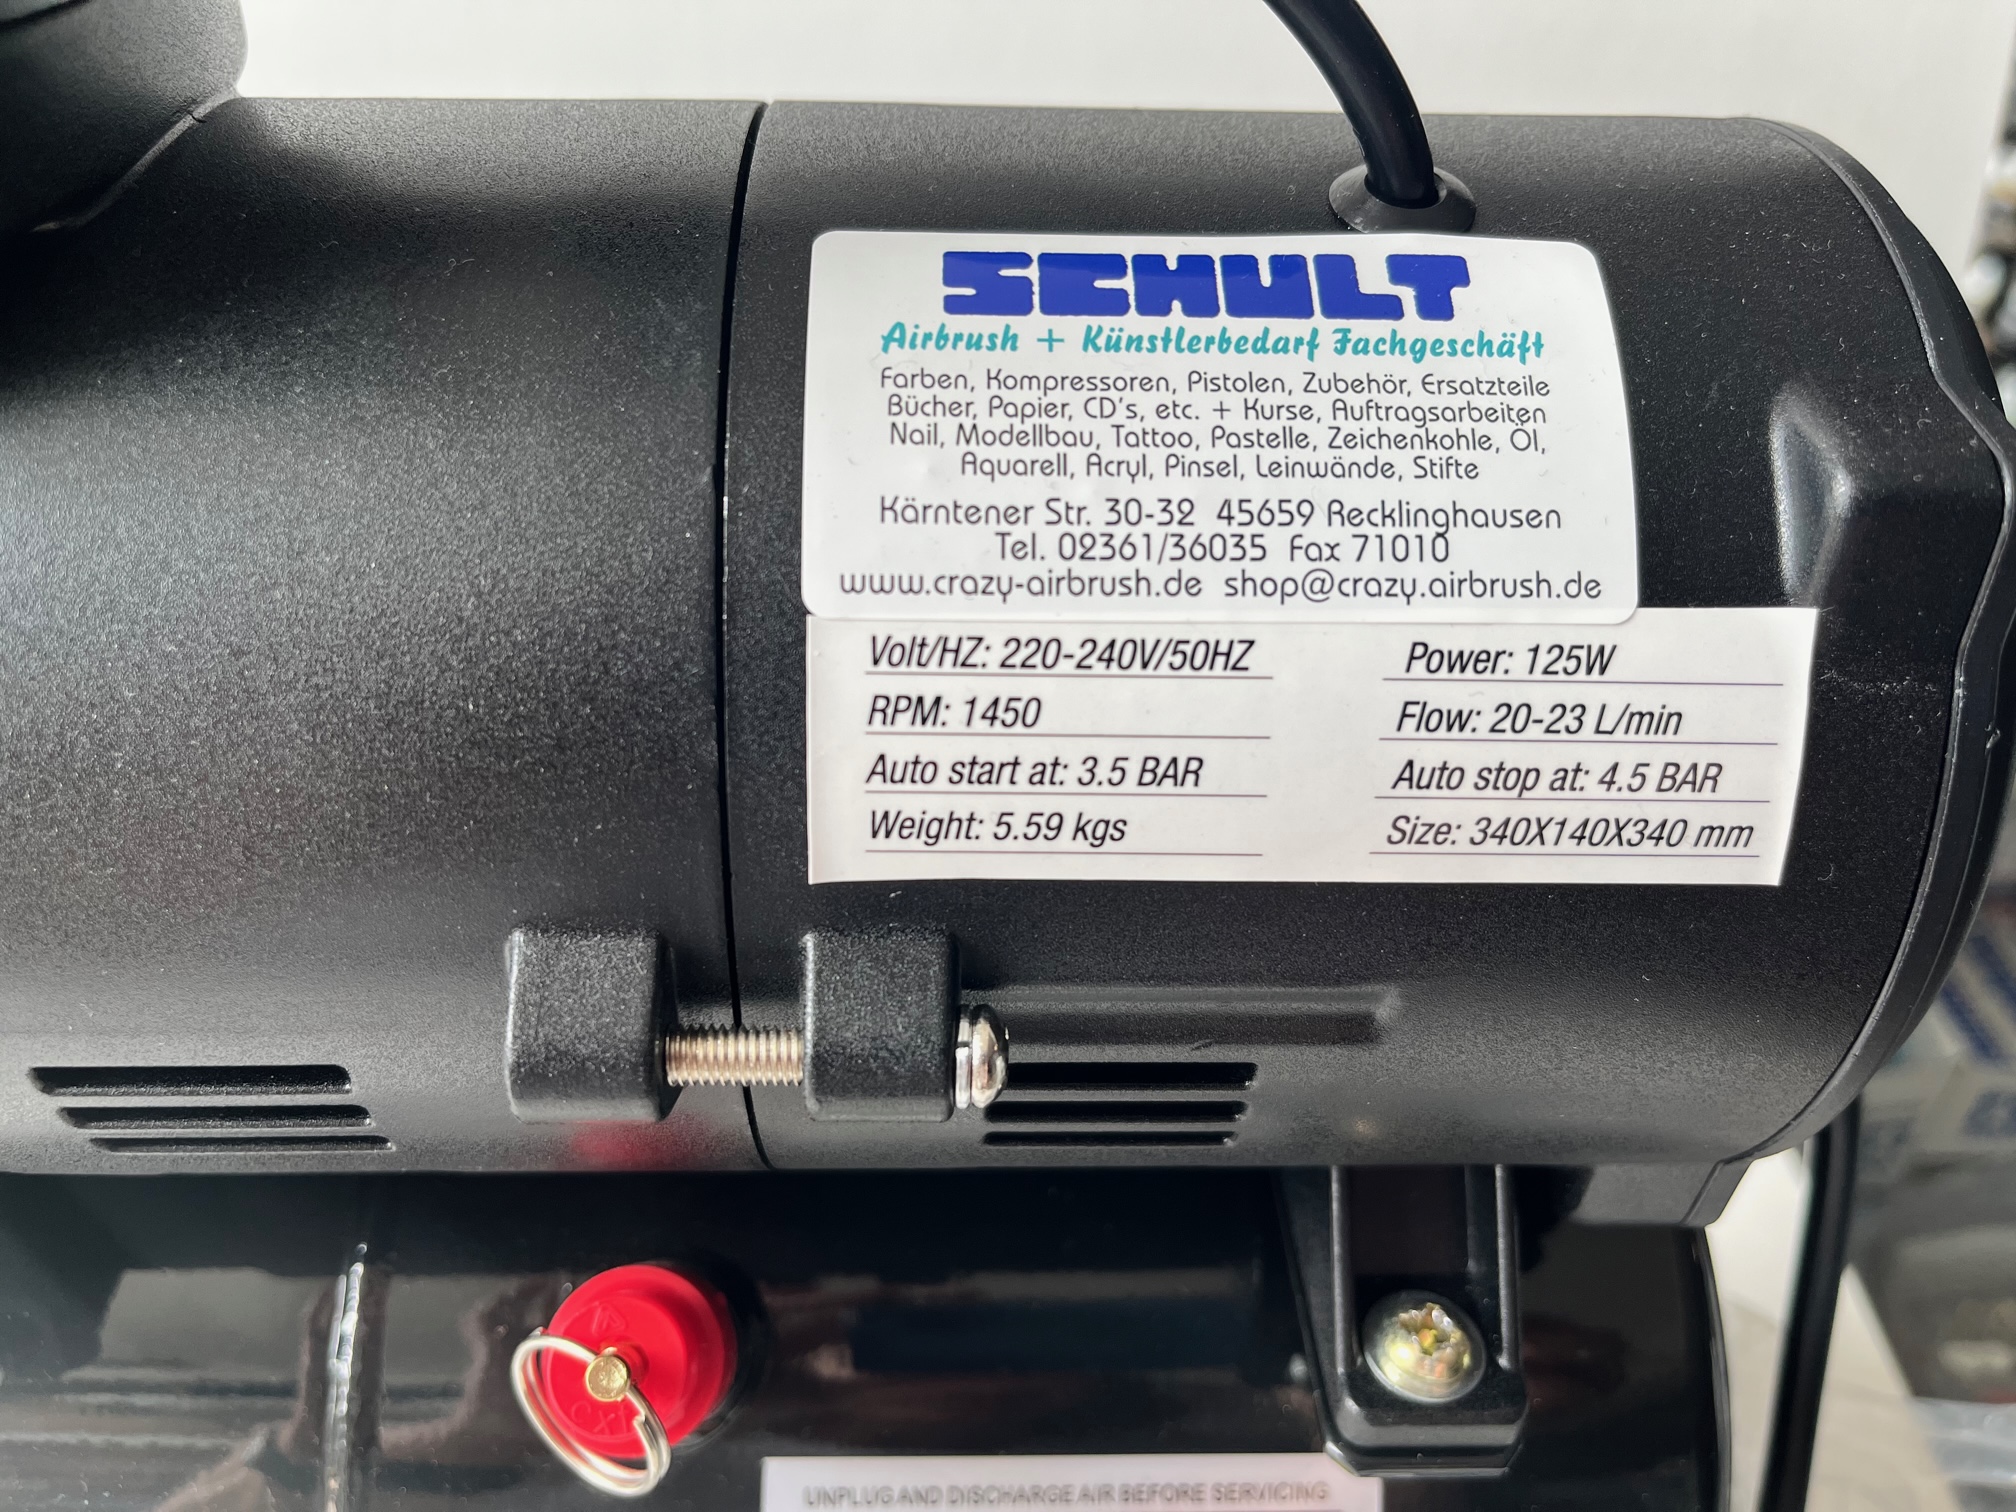 SCHULT
Airbrush + Künstlerbedarf Fachgeschäft
Farben, Kompressoren, Pistolen, Zubehör, Ersatzteile
Bücher, Papier, CD's, etc. + Kurse, Auftragsarbeiten
Nail, Modellbau, Tattoo, Pastelle, Zeichenkohle, Öl,
Aquarell, Acryl, Pinsel, Leinwände, Stifte
Kärntener Str. 30-32 45659 Recklinghausen
Tel. 02361/36035 Fax 71010
www.crazy-airbrush.de shop@crazy.airbrush.de
Volt/HZ: 220-240V/50HZ Power: 125W
RPM: 1450 Flow: 20-23 L/min
Auto start at: 3.5 BAR Auto stop at: 4.5 BAR
Weight: 5.59 kgs Size: 340X140X340 mm
UNPLUG AND DISCHARGE AIR BEFORE SERVICING